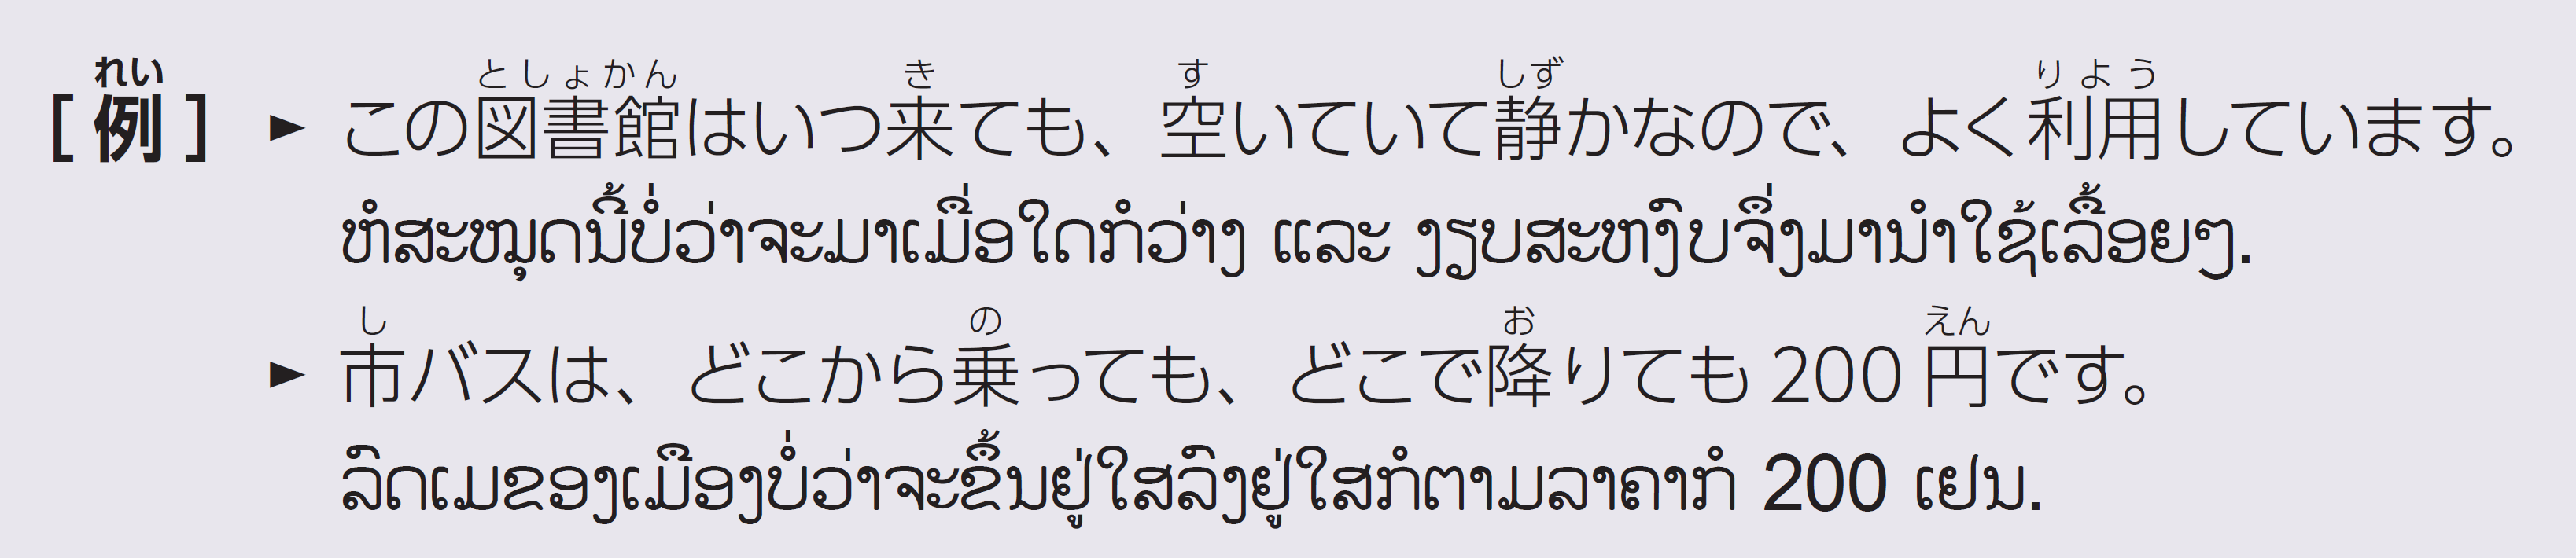 [例] ► この図書館はいつ来ても、空いていて静かなので、よく利用しています。
ຫໍສະໝຸດນີ້ບໍ່ວ່າຈະມາເມື່ອໃດກໍວ່າງ ແລະ ງຽບສະຫງົບຈຶ່ງມານຳໃຊ້ເລື້ອຍໆ.
► 市バスは、どこから乗っても、どこで降りても 200 円です。
ລົດເມຂອງເມືອງບໍ່ວ່າຈະຂຶ້ນຢູ່ໃສລົງຢູ່ໃສກໍຕາມລາຄາກໍ 200 ເຢນ.